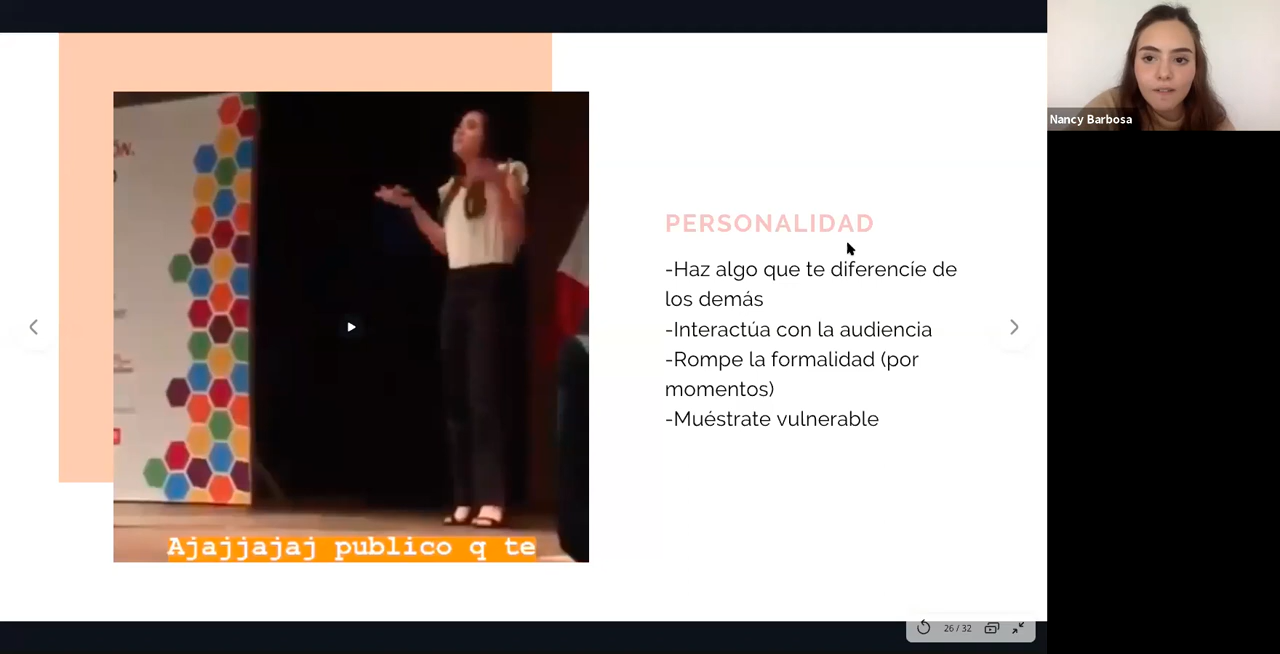 Nancy Barbosa
PERSONALIDAD
-Haz algo que te diferencíe de
los demás
-Interactúa con la audiencia
-Rompe la formalidad (por
momentos)
-Muéstrate vulnerable
Ajajjajaj publico q te
26 / 32